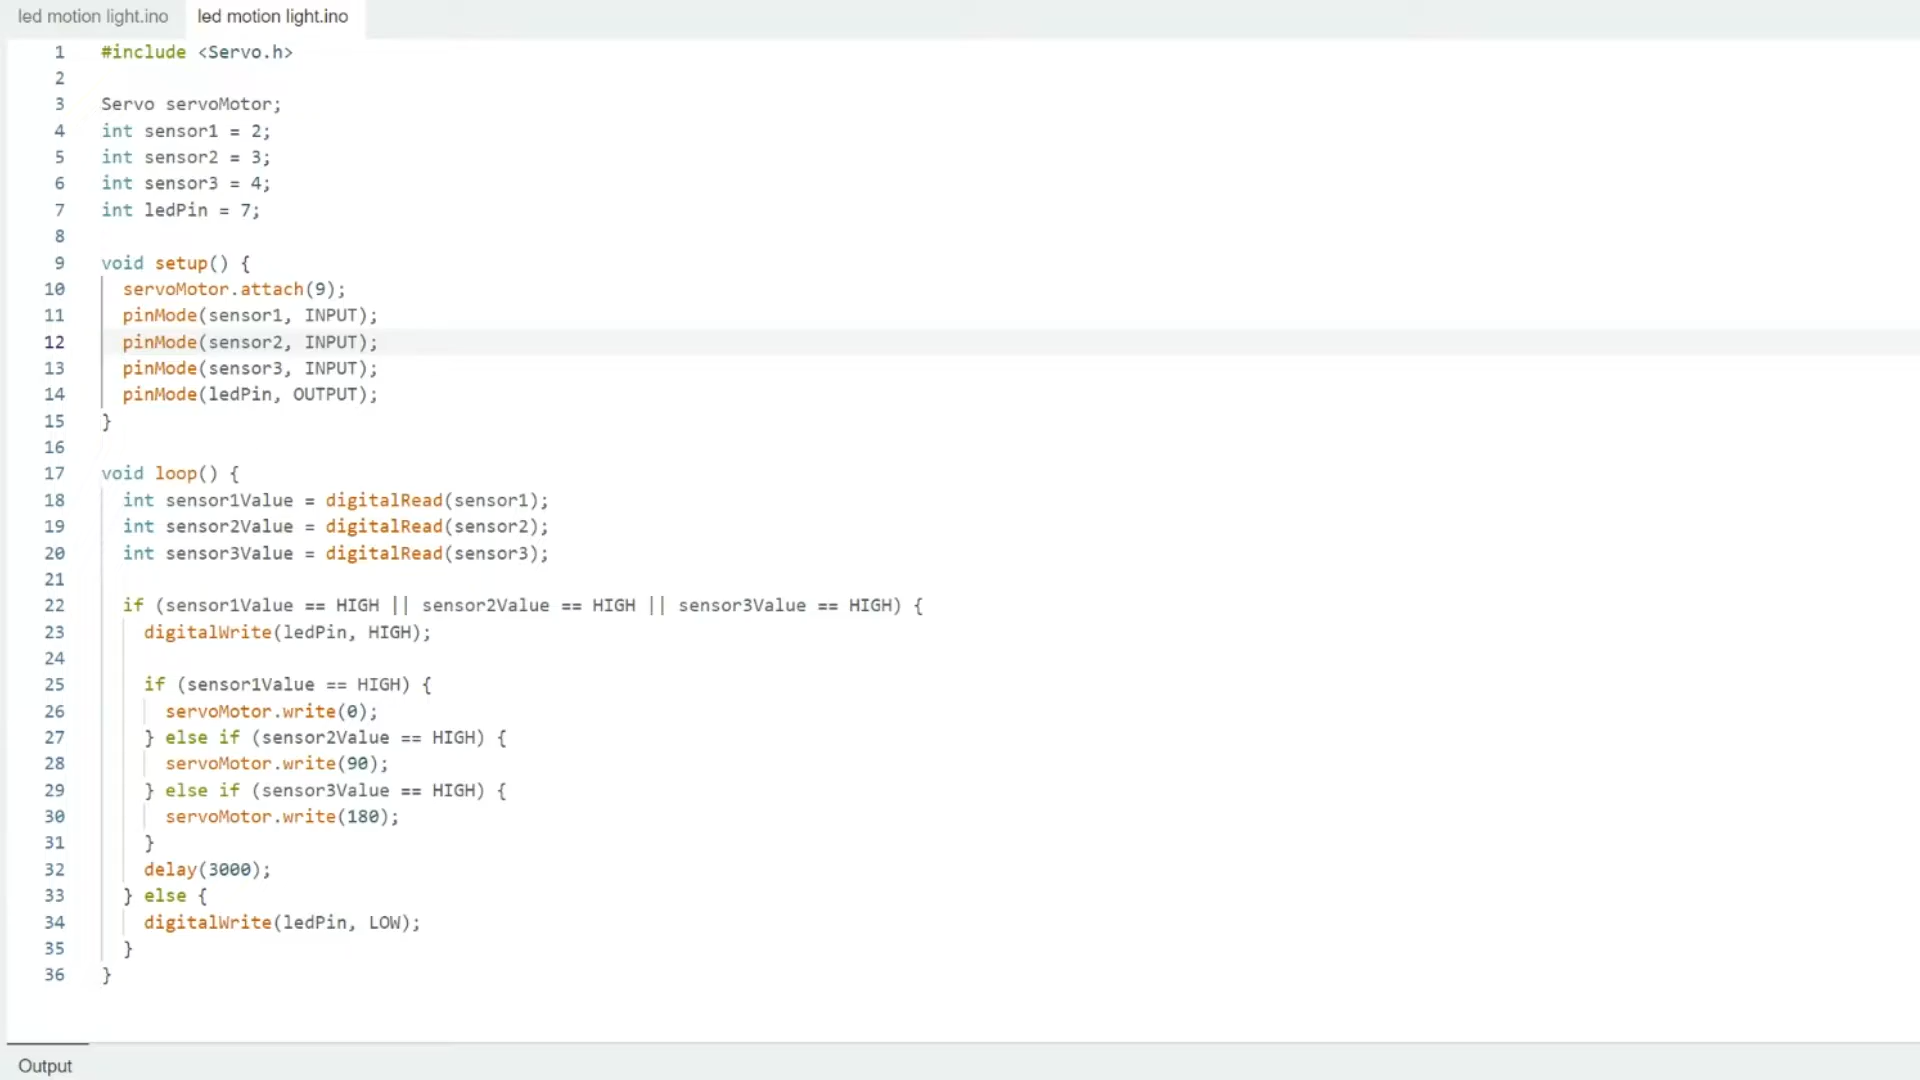 led motion light.ino led motion light.ino
1 #include <Servo.h>
2
3 Servo servoMotor;
4 int sensor1 = 2;
5 int sensor2 = 3;
6 int sensor3 = 4;
7 int ledPin = 7;
8
9 void setup() {
10 servoMotor.attach(9);
11 pinMode(sensor1, INPUT);
12 pinMode(sensor2, INPUT);
13 pinMode(sensor3, INPUT);
14 pinMode(ledPin, OUTPUT);
15 }
16
17 void loop() {
18 int sensor1Value = digitalRead(sensor1);
19 int sensor2Value = digitalRead(sensor2);
20 int sensor3Value = digitalRead(sensor3);
21
22 if (sensor1Value == HIGH || sensor2Value == HIGH || sensor3Value == HIGH) {
23 digitalWrite(ledPin, HIGH);
24
25 if (sensor1Value == HIGH) {
26 servoMotor.write(0);
27 } else if (sensor2Value == HIGH) {
28 servoMotor.write(90);
29 } else if (sensor3Value == HIGH) {
30 servoMotor.write(180);
31 }
32 delay(3000);
33 } else {
34 digitalWrite(ledPin, LOW);
35 }
36 }
Output